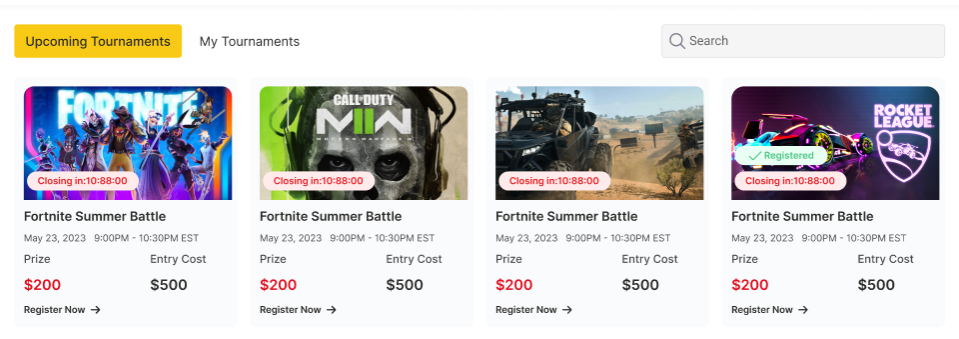 Upcoming Tournaments
My Tournaments
Search
FORTNITE
Closing in:10:88:00
Fortnite Summer Battle
May 23, 2023 9:00PM - 10:30PM EST
Prize Entry Cost
$200 $500
Register Now →
CALL OF DUTY
MWII
Closing in:10:88:00
Fortnite Summer Battle
May 23, 2023 9:00PM - 10:30PM EST
Prize Entry Cost
$200 $500
Register Now →
Closing in:10:88:00
Fortnite Summer Battle
May 23, 2023 9:00PM - 10:30PM EST
Prize Entry Cost
$200 $500
Register Now →
ROCKET
LEAGUE
Registered
Closing in:10:88:00
Fortnite Summer Battle
May 23, 2023 9:00PM - 10:30PM EST
Prize Entry Cost
$200 $500
Register Now →